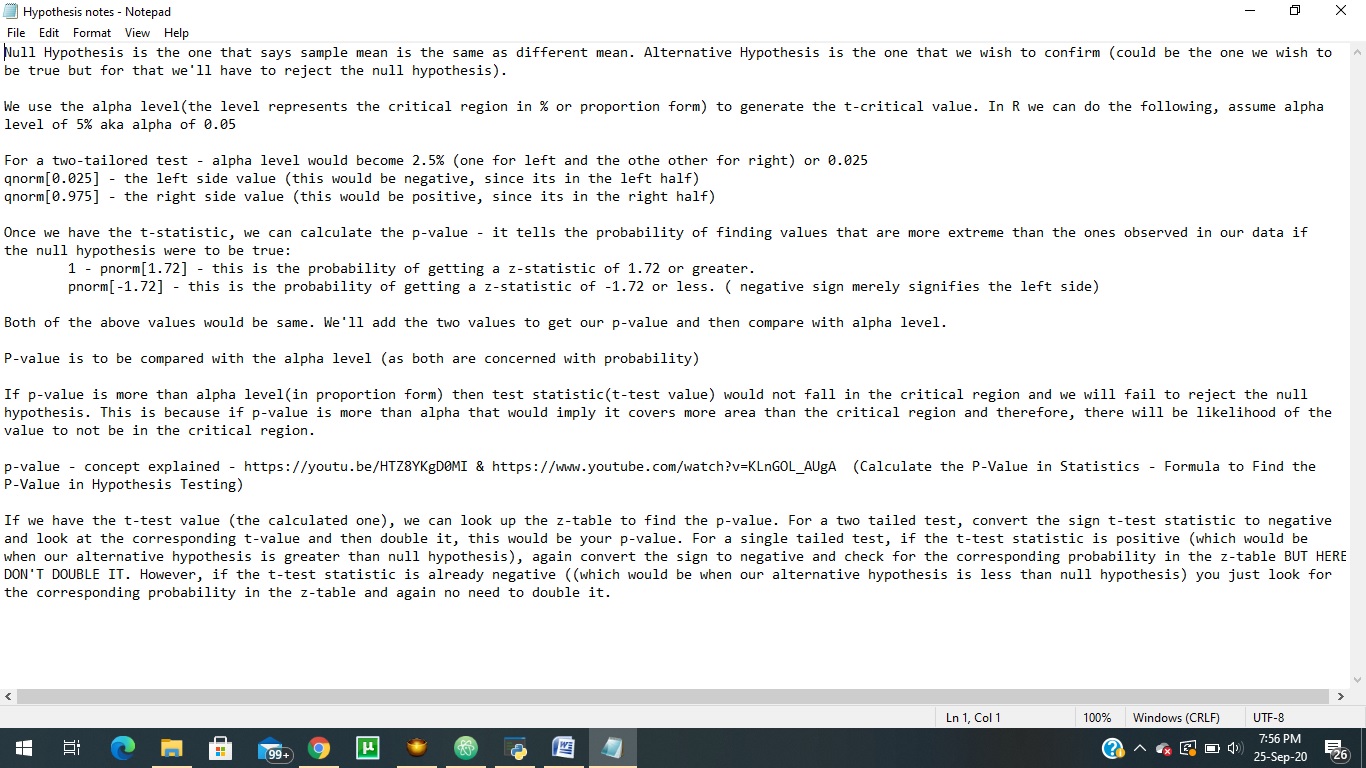 Hypothesis notes - Notepad
File Edit Format View Help
Null Hypothesis is the one that says sample mean is the same as different mean. Alternative Hypothesis is the one that we wish to confirm (could be the one we wish to
be true but for that we'll have to reject the null hypothesis).
We use the alpha level(the level represents the critical region in % or proportion form) to generate the t-critical value. In R we can do the following, assume alpha
level of 5% aka alpha of 0.05
For a two-tailored test - alpha level would become 2.5% (one for left and the othe other for right) or 0.025
qnorm[0.025] - the left side value (this would be negative, since its in the left half)
qnorm[0.975] - the right side value (this would be positive, since its in the right half)
Once we have the t-statistic, we can calculate the p-value - it tells the probability of finding values that are more extreme than the ones observed in our data if
the null hypothesis were to be true:
1 - pnorm[1.72] - this is the probability of getting a z-statistic of 1.72 or greater.
pnorm[-1.72] - this is the probability of getting a z-statistic of -1.72 or less. ( negative sign merely signifies the left side)
Both of the above values would be same. We'll add the two values to get our p-value and then compare with alpha level.
P-value is to be compared with the alpha level (as both are concerned with probability)
If p-value is more than alpha level(in proportion form) then test statistic(t-test value) would not fall in the critical region and we will fail to reject the null
hypothesis. This is because if p-value is more than alpha that would imply it covers more area than the critical region and therefore, there will be likelihood of the
value to not be in the critical region.
p-value - concept explained - https://youtu.be/HTZ8YKgD0MI & https://www.youtube.com/watch?v=KLnGOL_AUgA (Calculate the P-Value in Statistics - Formula to Find the
P-Value in Hypothesis Testing)
If we have the t-test value (the calculated one), we can look up the z-table to find the p-value. For a two tailed test, convert the sign t-test statistic to negative
and look at the corresponding t-value and then double it, this would be your p-value. For a single tailed test, if the t-test statistic is positive (which would be
when our alternative hypothesis is greater than null hypothesis), again convert the sign to negative and check for the corresponding probability in the z-table BUT HERE
DON'T DOUBLE IT. However, if the t-test statistic is already negative ((which would be when our alternative hypothesis is less than null hypothesis) you just look for
the corresponding probability in the z-table and again no need to double it.
Ln 1, Col 1 100% Windows (CRLF) UTF-8
99+
7:56 PM
25-Sep-20
26